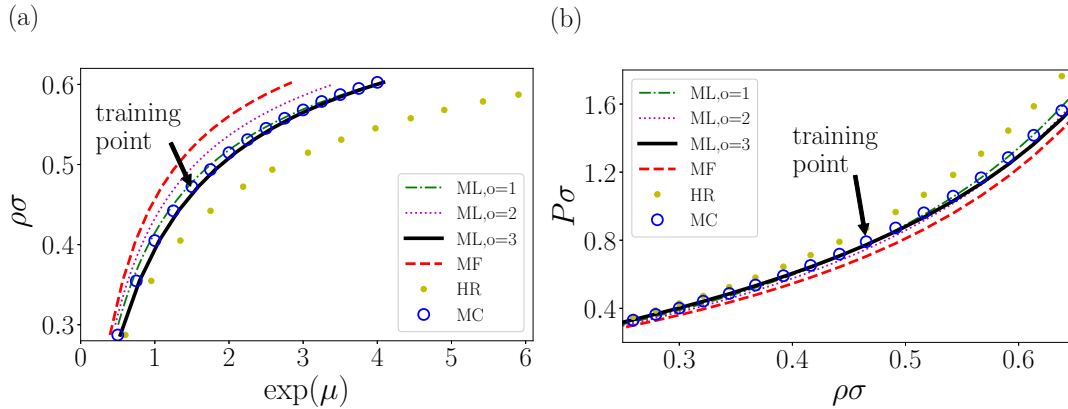 (a)
ρσ
0.6
0.5
0.4
0.3
training
point
ML,o=1
ML,o=2
ML,o=3
MF
HR
MC
0 1 2 3 4 5 6
exp(μ)
(b)
Pσ
1.6
1.2
0.8
0.4
ML,o=1
ML,o=2
ML,o=3
MF
HR
MC
training
point
0.3 0.4 0.5 0.6
ρσ